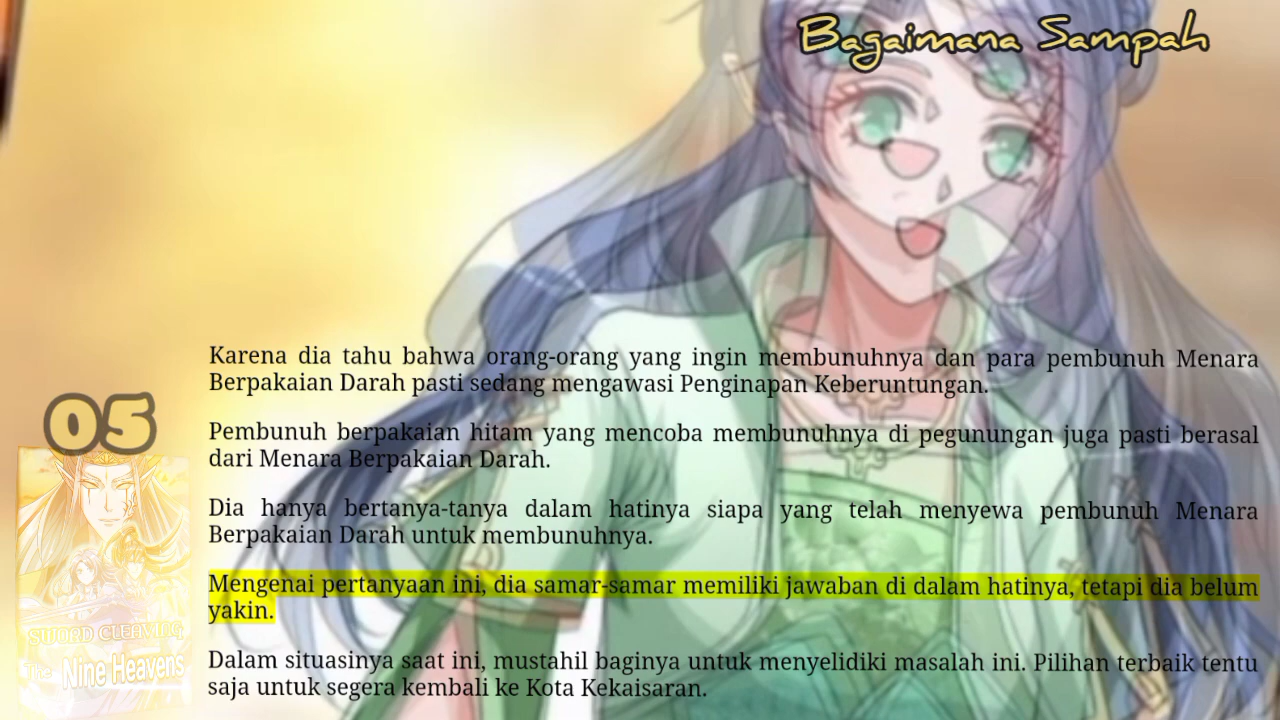 Bagaimana Sampah
Karena dia tahu bahwa orang-orang yang ingin membunuhnya dan para pembunuh Menara
Berpakaian Darah pasti sedang mengawasi Penginapan Keberuntungan.
Pembunuh berpakaian hitam yang mencoba membunuhnya di pegunungan juga pasti berasal
dari Menara Berpakaian Darah.
Dia hanya bertanya-tanya dalam hatinya siapa yang telah menyewa pembunuh Menara
Berpakaian Darah untuk membunuhnya.
Mengenai pertanyaan ini, dia samar-samar memiliki jawaban di dalam hatinya, tetapi dia belum
yakin.
Dalam situasinya saat ini, mustahil baginya untuk menyelidiki masalah ini. Pilihan terbaik tentu
saja untuk segera kembali ke Kota Kekaisaran.
05
SWORD CLEAVING
The Nine Heavens